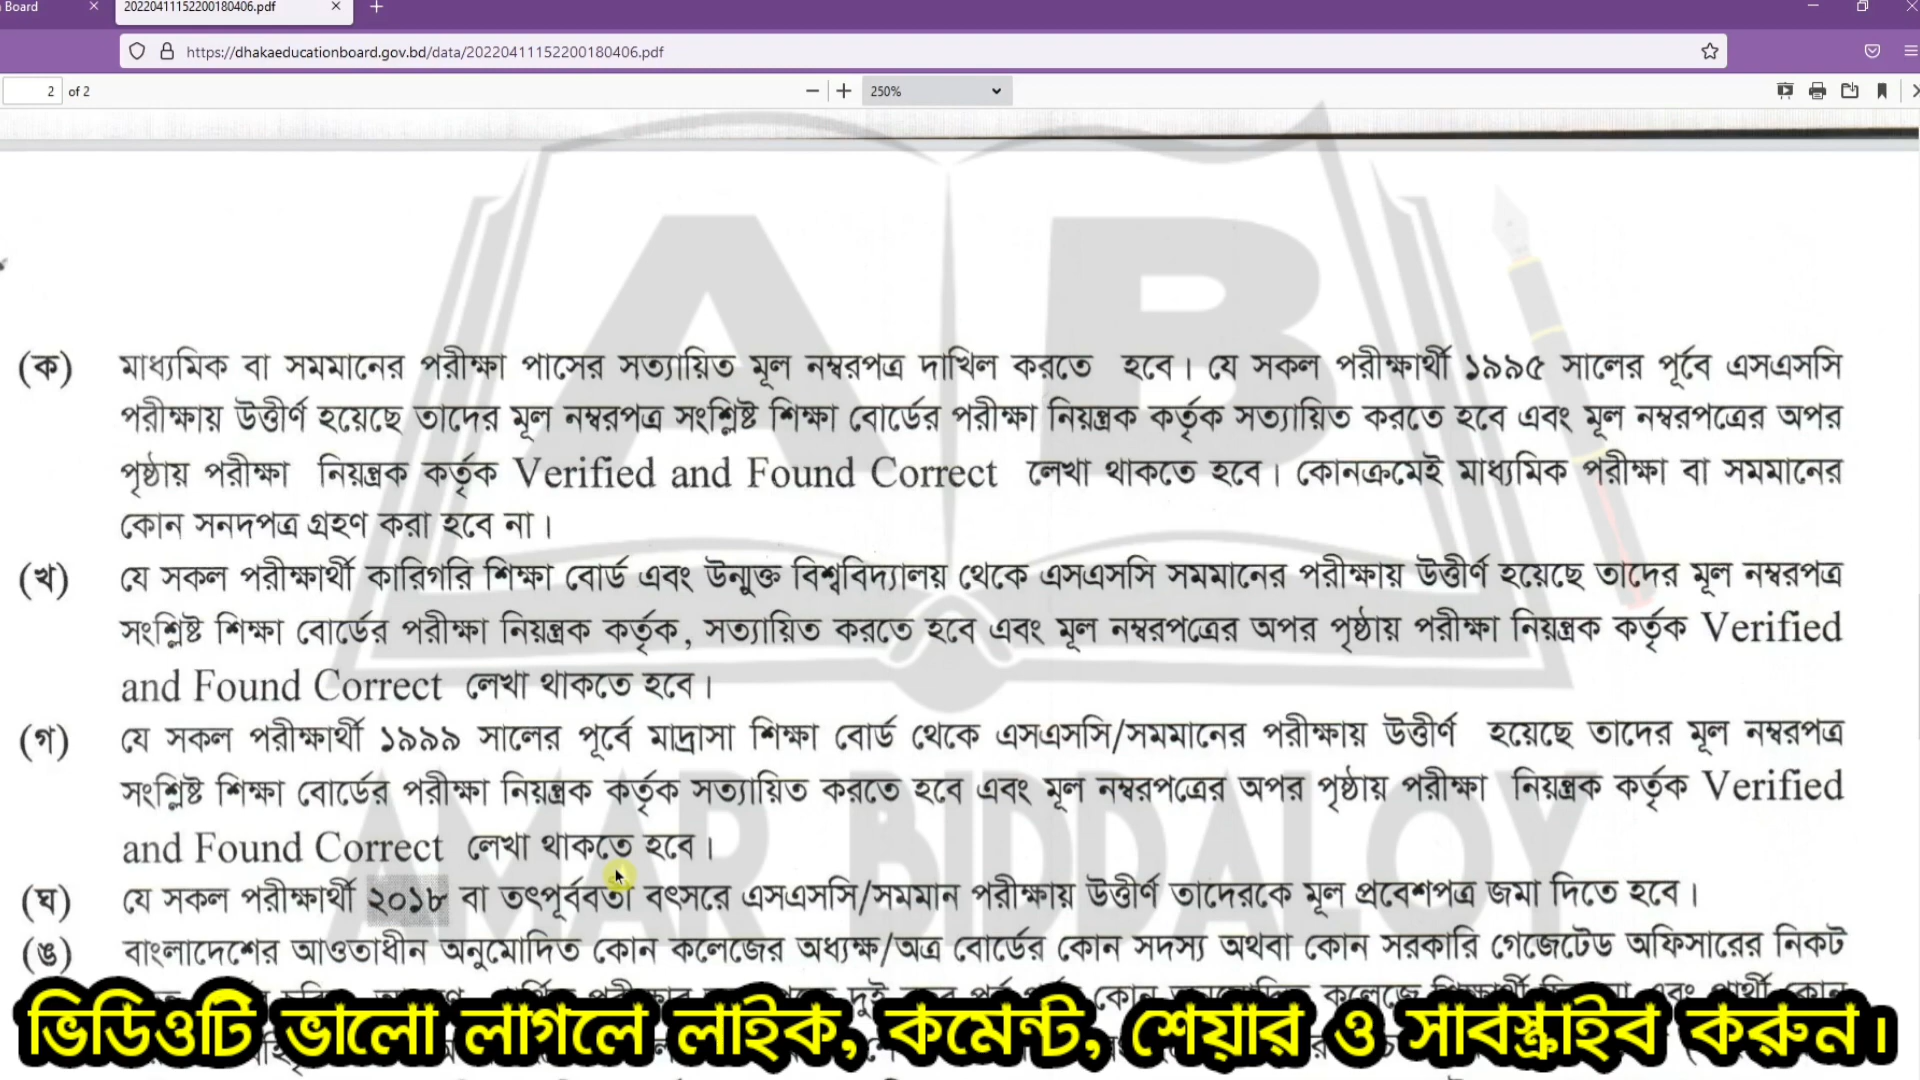 Board
20220411152200180406.pdf
https://dhakaeducationboard.gov.bd/data/20220411152200180406.pdf
2 of 2
250%
(ক) মাধ্যমিক বা সমমানের পরীক্ষা পাসের সত্যায়িত মূল নম্বরপত্র দাখিল করতে হবে। যে সকল পরীক্ষার্থী ১৯৯৫ সালের পূর্বে এসএসসি
পরীক্ষায় উত্তীর্ণ হয়েছে তাদের মূল নম্বরপত্র সংশ্লিষ্ট শিক্ষা বোর্ডের পরীক্ষা নিয়ন্ত্রক কর্তৃক সত্যায়িত করতে হবে এবং মূল নম্বরপত্রের অপর
পৃষ্ঠায় পরীক্ষা নিয়ন্ত্রক কর্তৃক Verified and Found Correct লেখা থাকতে হবে। কোনক্রমেই মাধ্যমিক পরীক্ষা বা সমমানের
কোন সনদপত্র গ্রহণ করা হবে না।
(খ) যে সকল পরীক্ষার্থী কারিগরি শিক্ষা বোর্ড এবং উন্মুক্ত বিশ্ববিদ্যালয় থেকে এসএসসি সমমানের পরীক্ষায় উত্তীর্ণ হয়েছে তাদের মূল নম্বরপত্র
সংশ্লিষ্ট শিক্ষা বোর্ডের পরীক্ষা নিয়ন্ত্রক কর্তৃক, সত্যায়িত করতে হবে এবং মূল নম্বরপত্রের অপর পৃষ্ঠায় পরীক্ষা নিয়ন্ত্রক কর্তৃক Verified
and Found Correct লেখা থাকতে হবে।
(গ) যে সকল পরীক্ষার্থী ১৯৯৯ সালের পূর্বে মাদ্রাসা শিক্ষা বোর্ড থেকে এসএসসি/সমমানের পরীক্ষায় উত্তীর্ণ হয়েছে তাদের মূল নম্বরপত্র
সংশ্লিষ্ট শিক্ষা বোর্ডের পরীক্ষা নিয়ন্ত্রক কর্তৃক সত্যায়িত করতে হবে এবং মূল নম্বরপত্রের অপর পৃষ্ঠায় পরীক্ষা নিয়ন্ত্রক কর্তৃক Verified
and Found Correct লেখা থাকতে হবে।
(ঘ) যে সকল পরীক্ষার্থী ২০১৮ বা তৎপূর্ববর্তী বৎসরে এসএসসি/সমমান পরীক্ষায় উত্তীর্ণ তাদেরকে মূল প্রবেশপত্র জমা দিতে হবে।
(ঙ) বাংলাদেশের আওতাধীন অনুমোদিত কোন কলেজের অধ্যক্ষ/অত্র বোর্ডের কোন সদস্য অথবা কোন সরকারি গেজেটেড অফিসারের নিকট
AB
AMAR BIDDALOY
ভিডিওটি ভালো লাগলে লাইক, কমেন্ট, শেয়ার ও সাবস্ক্রাইব করুন।